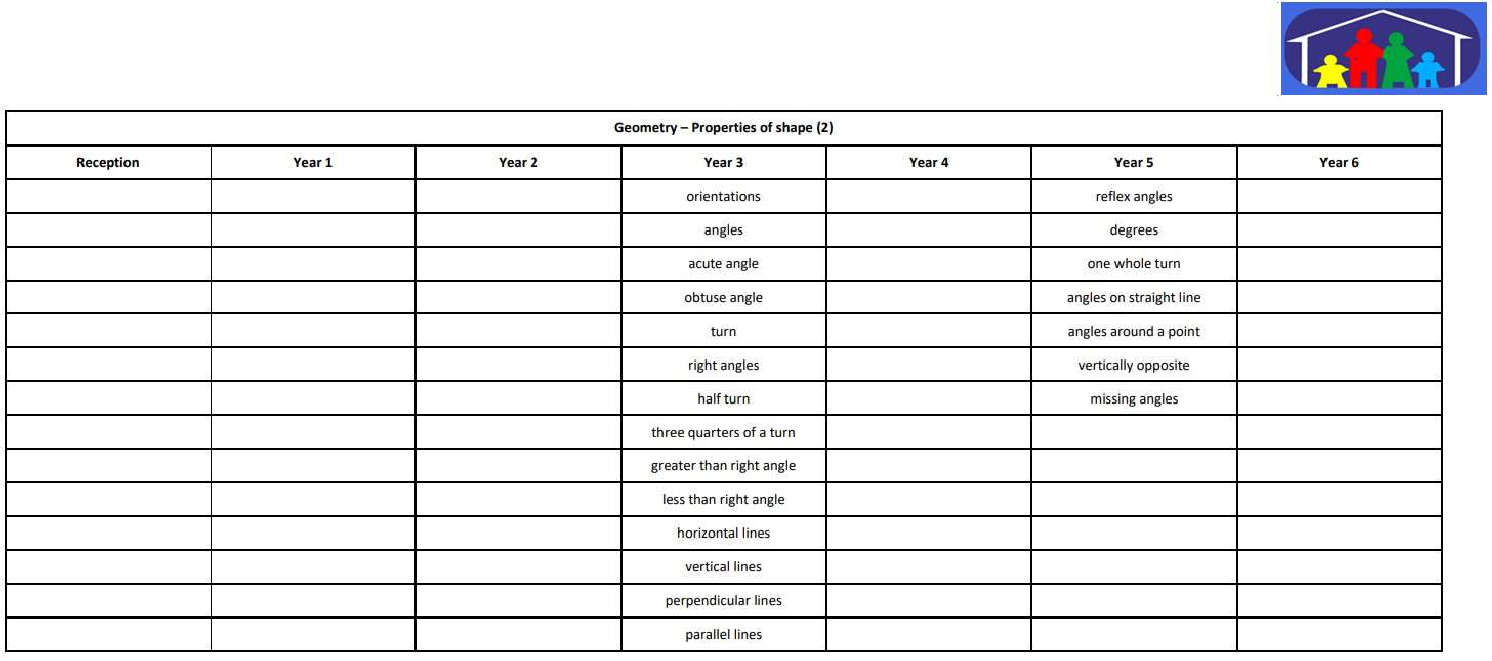 Geometry – Properties of shape (2)
Reception Year 1 Year 2 Year 3 Year 4 Year 5 Year 6
orientations reflex angles
angles degrees
acute angle one whole turn
obtuse angle angles on straight line
turn angles around a point
right angles vertically opposite
half turn missing angles
three quarters of a turn
greater than right angle
less than right angle
horizontal lines
vertical lines
perpendicular lines
parallel lines